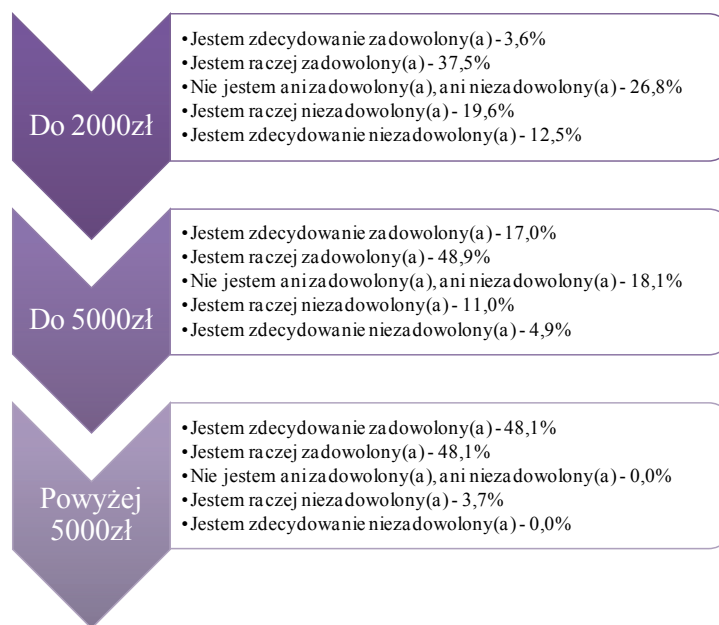 Do 2000zł
•Jestem zdecydowanie zadowolony(a) - 3,6%
•Jestem raczej zadowolony(a) - 37,5%
•Nie jestem ani zadowolony(a), ani niezadowolony(a) - 26,8%
•Jestem raczej niezadowolony(a) - 19,6%
•Jestem zdecydowanie niezadowolony(a) - 12,5%
Do 5000zł
•Jestem zdecydowanie zadowolony(a) - 17,0%
•Jestem raczej zadowolony(a) - 48,9%
•Nie jestem ani zadowolony(a), ani niezadowolony(a) - 18,1%
•Jestem raczej niezadowolony(a) - 11,0%
•Jestem zdecydowanie niezadowolony(a) - 4,9%
Powyżej
5000zł
•Jestem zdecydowanie zadowolony(a) - 48,1%
•Jestem raczej zadowolony(a) - 48,1%
•Nie jestem ani zadowolony(a), ani niezadowolony(a) - 0,0%
•Jestem raczej niezadowolony(a) - 3,7%
•Jestem zdecydowanie niezadowolony(a) - 0,0%